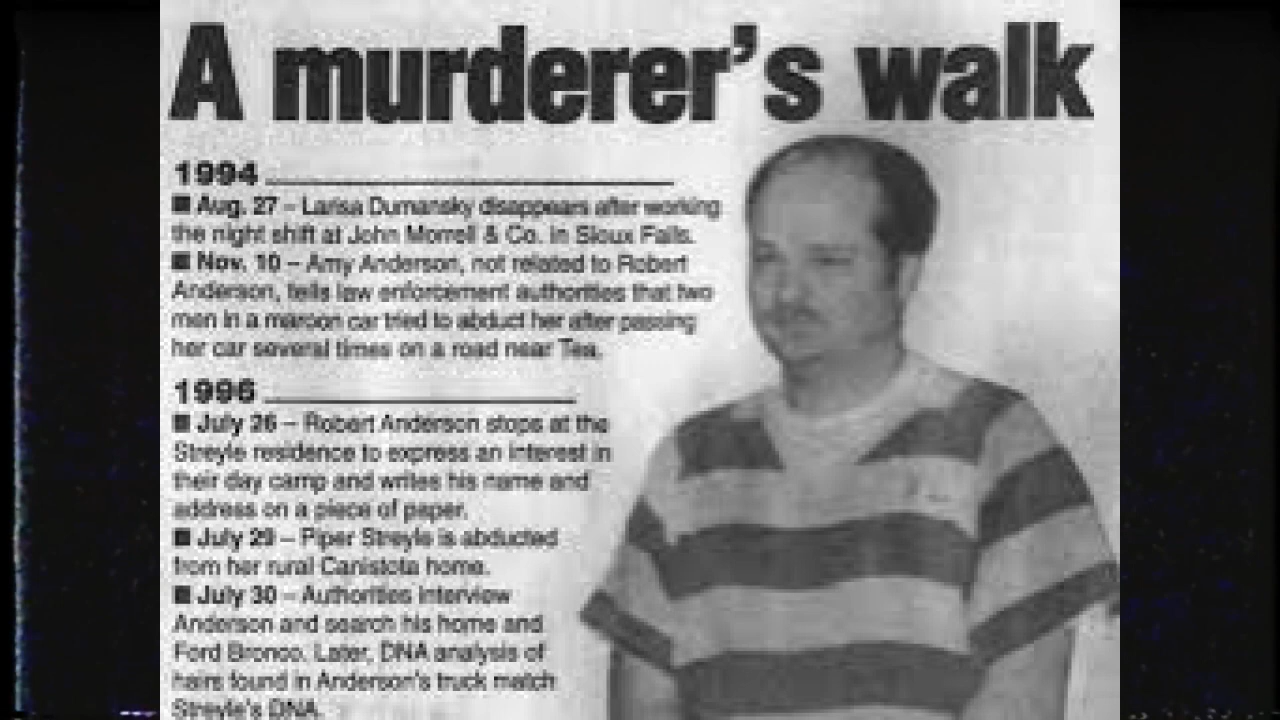 A murderer's walk
1994
■ Aug. 27 – Larisa Dumansky disappears after working
the night shift at John Morrell & Co. in Sioux Falls.
■ Nov. 10 – Amy Anderson, not related to Robert
Anderson, tells law enforcement authorities that two
men in a maroon car tried to abduct her after passing
her car several times on a road near Tea.
1996
■ July 26 – Robert Anderson stops at the
Streyle residence to express an interest in
their day camp and writes his name and
address on a piece of paper.
■ July 29 – Piper Streyle is abducted
from her rural Canistota home.
■ July 30 – Authorities interview
Anderson and search his home and
Ford Bronco. Later, DNA analysis of
hairs found in Anderson's truck match
Streyle's DNA.